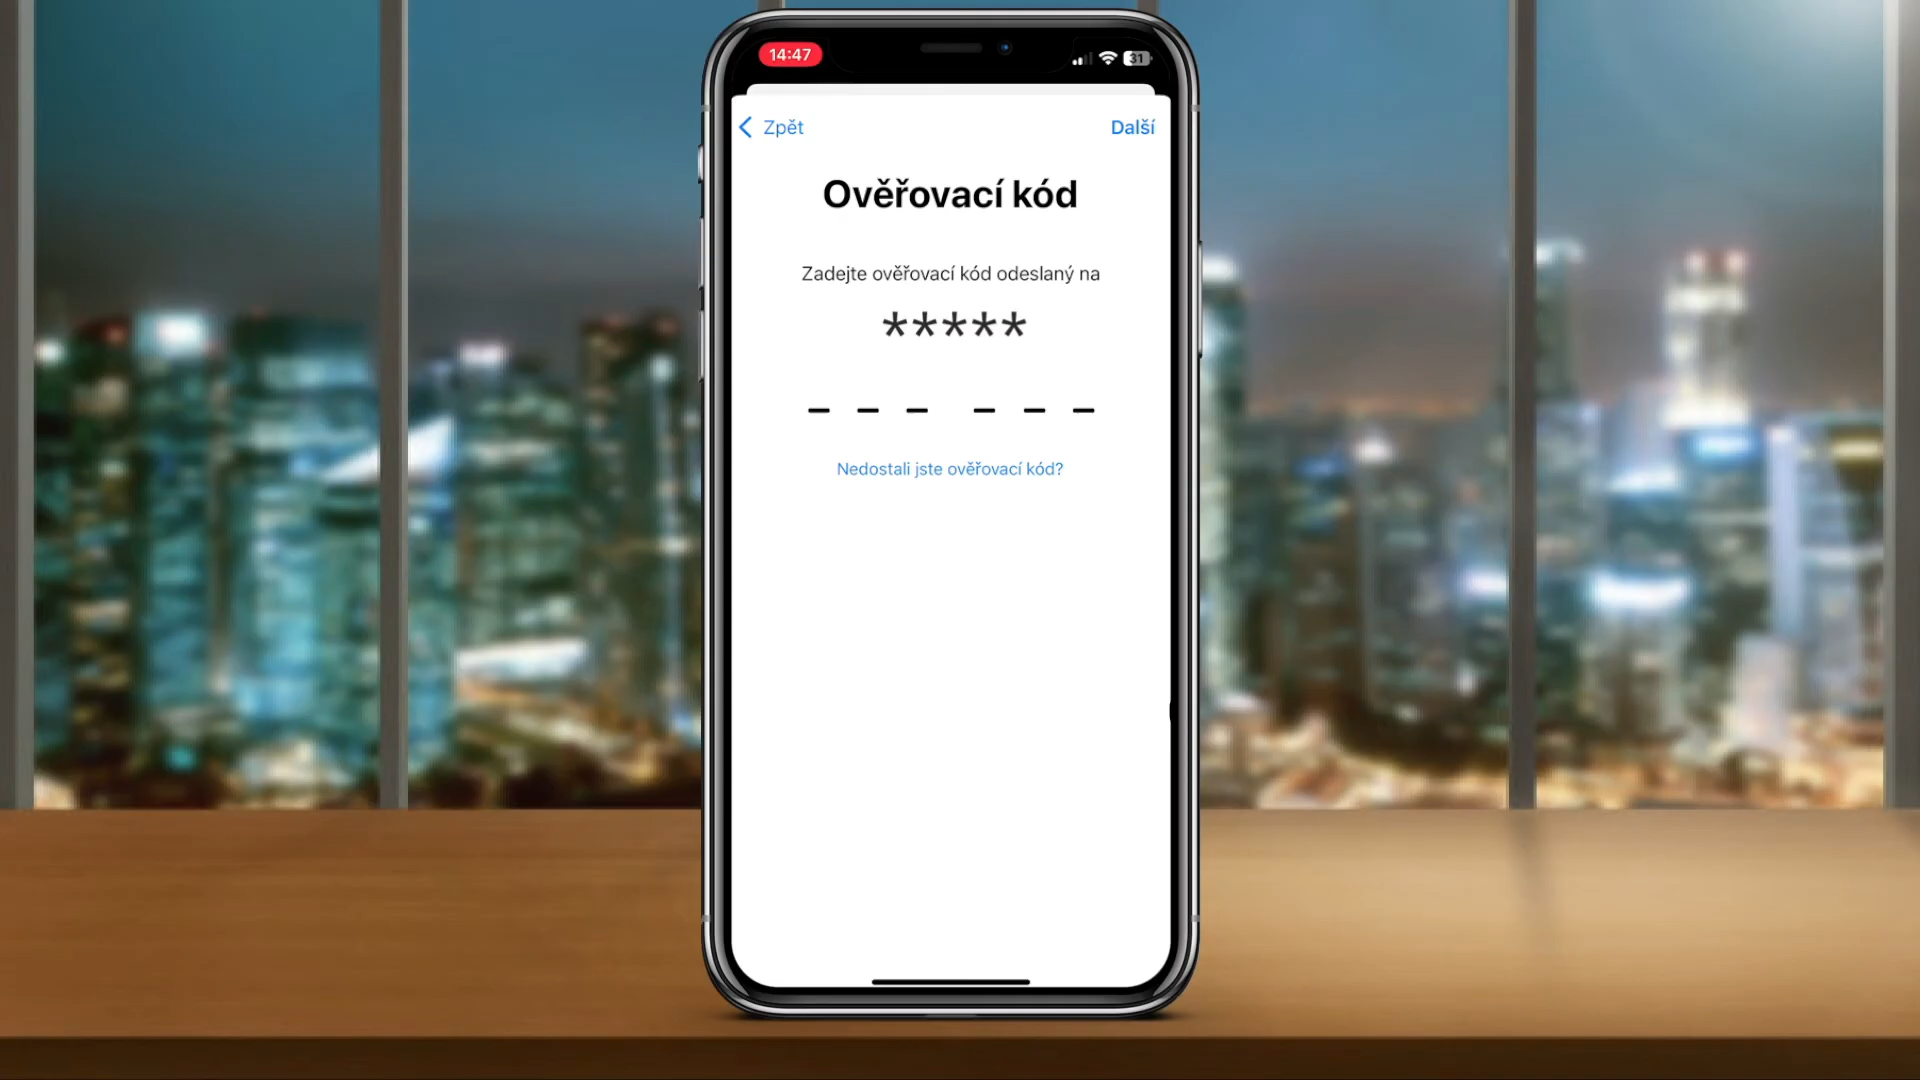 14:47
31
Zpět
Další
Ověřovací kód
Zadejte ověřovací kód odeslaný na
*****
_ _ _ _ _ _
Nedostali jste ověřovací kód?